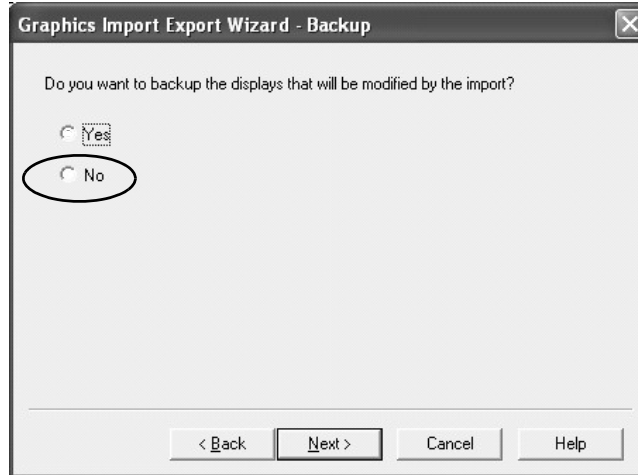 Graphics Import Export Wizard - Backup
Do you want to backup the displays that will be modified by the import?
Yes
No
< Back Next > Cancel Help